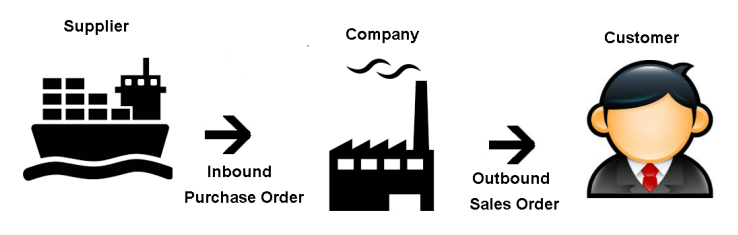 Supplier
Company
Customer
Inbound
Purchase Order
Outbound
Sales Order